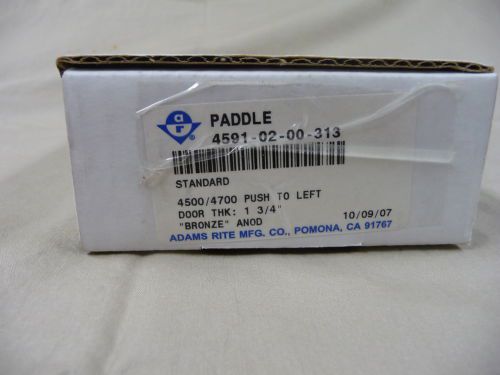 ar®
PADDLE
4591-02-00-313
STANDARD
4500/4700 PUSH TO LEFT
DOOR THK: 1 3/4"
"BRONZE" ANOD 10/09/07
ADAMS RITE MFG. CO., POMONA, CA 91767